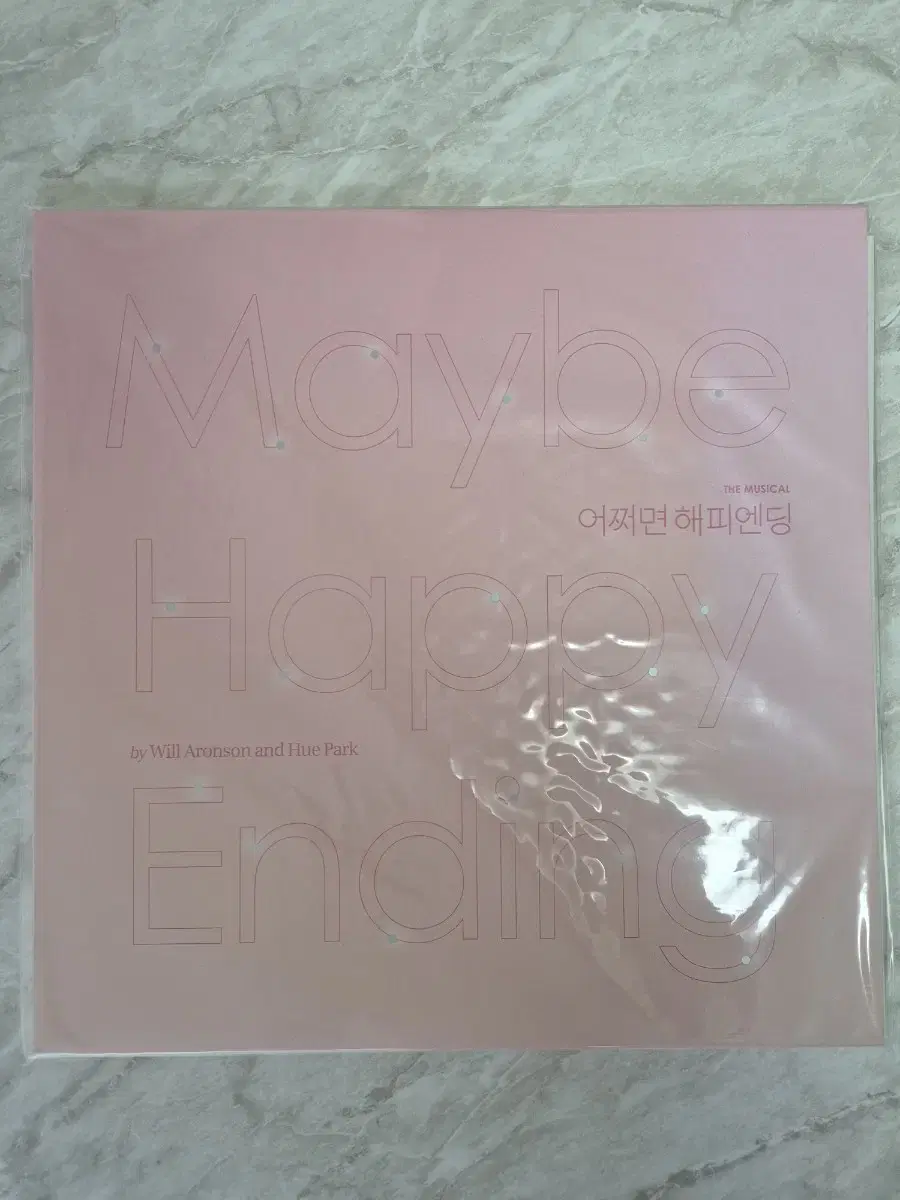 Maybe
THE MUSICAL
어쩌면 해피엔딩
Happy
by Will Aronson and Hue Park
Ending